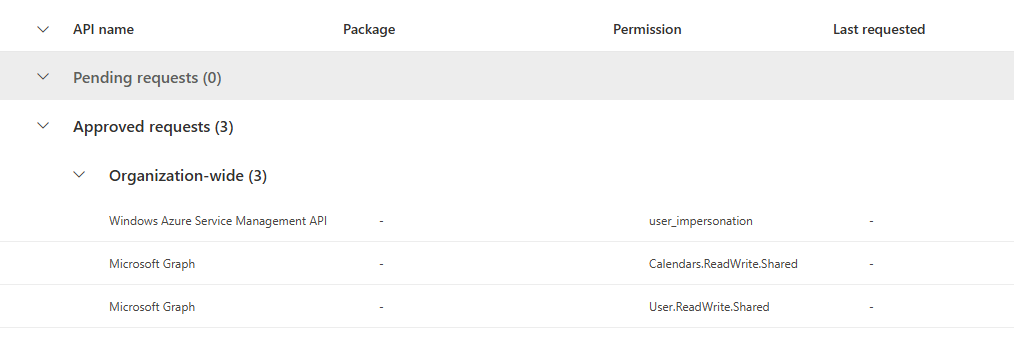 API name Package Permission Last requested
Pending requests (0)
Approved requests (3)
Organization-wide (3)
Windows Azure Service Management API - user_impersonation -
Microsoft Graph - Calendars.ReadWrite.Shared -
Microsoft Graph - User.ReadWrite.Shared -